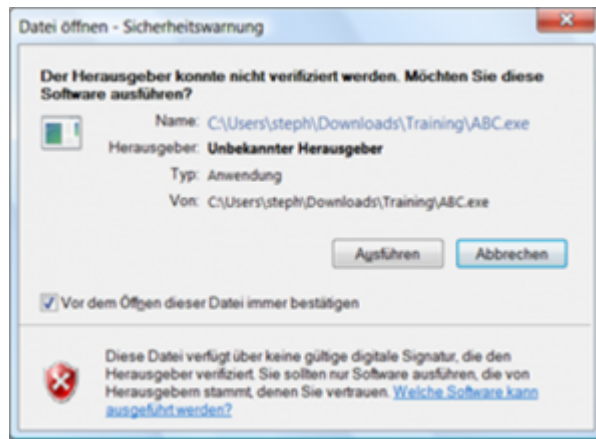 Datei öffnen - Sicherheitswarnung
Der Herausgeber konnte nicht verifiziert werden. Möchten Sie diese
Software ausführen?
Name: C:\Users\steph\Downloads\Training\ABC.exe
Herausgeber: Unbekannter Herausgeber
Typ: Anwendung
Von: C:\Users\steph\Downloads\Training\ABC.exe
Ausführen Abbrechen
Vor dem Öffnen dieser Datei immer bestätigen
Diese Datei verfügt über keine gültige digitale Signatur, die den
Herausgeber verifiziert. Sie sollten nur Software ausführen, die von
Herausgebern stammt, denen Sie vertrauen. Welche Software kann
ausgeführt werden?